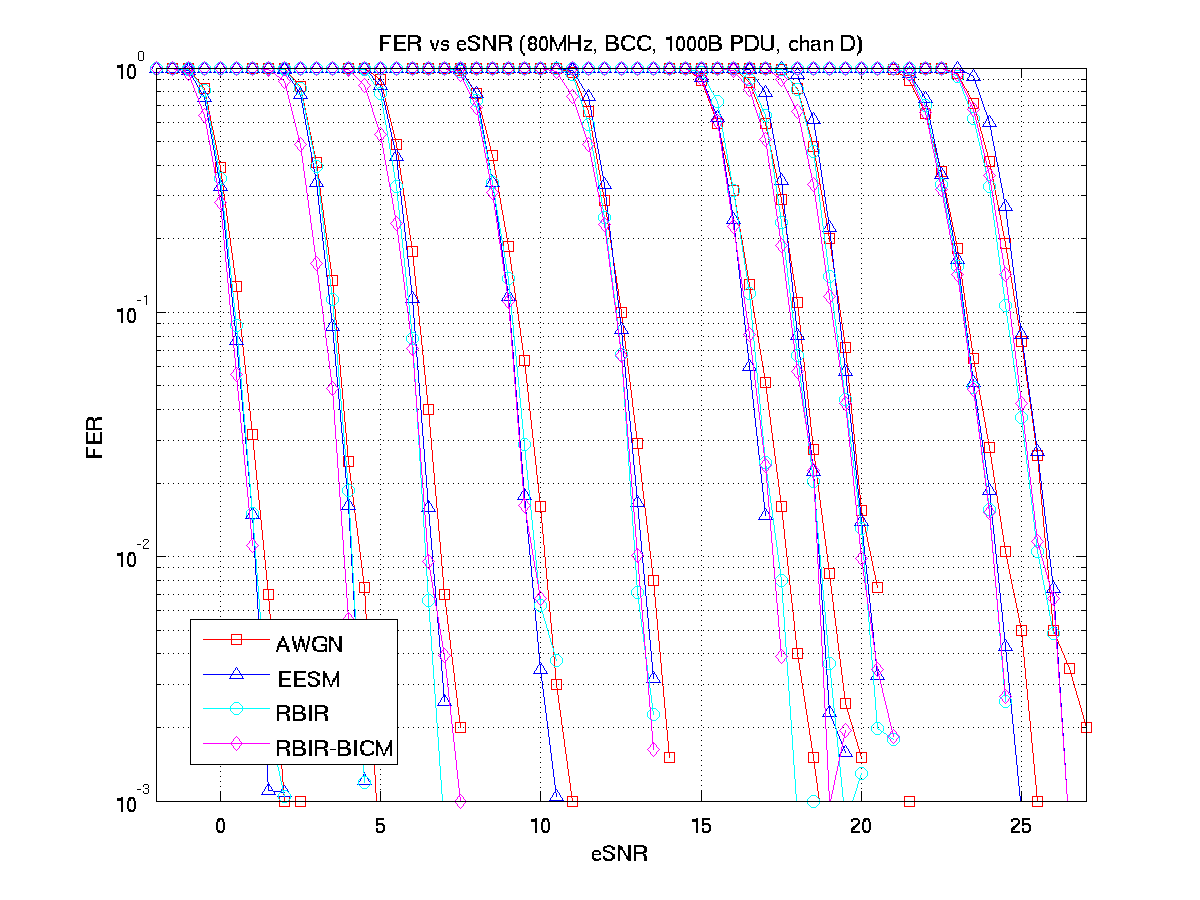 FER vs eSNR (80MHz, BCC, 1000B PDU, chan D)
10^0
10^-1
10^-2
10^-3
FER
AWGN
EESM
RBIR
RBIR-BICM
0 5 10 15 20 25
eSNR